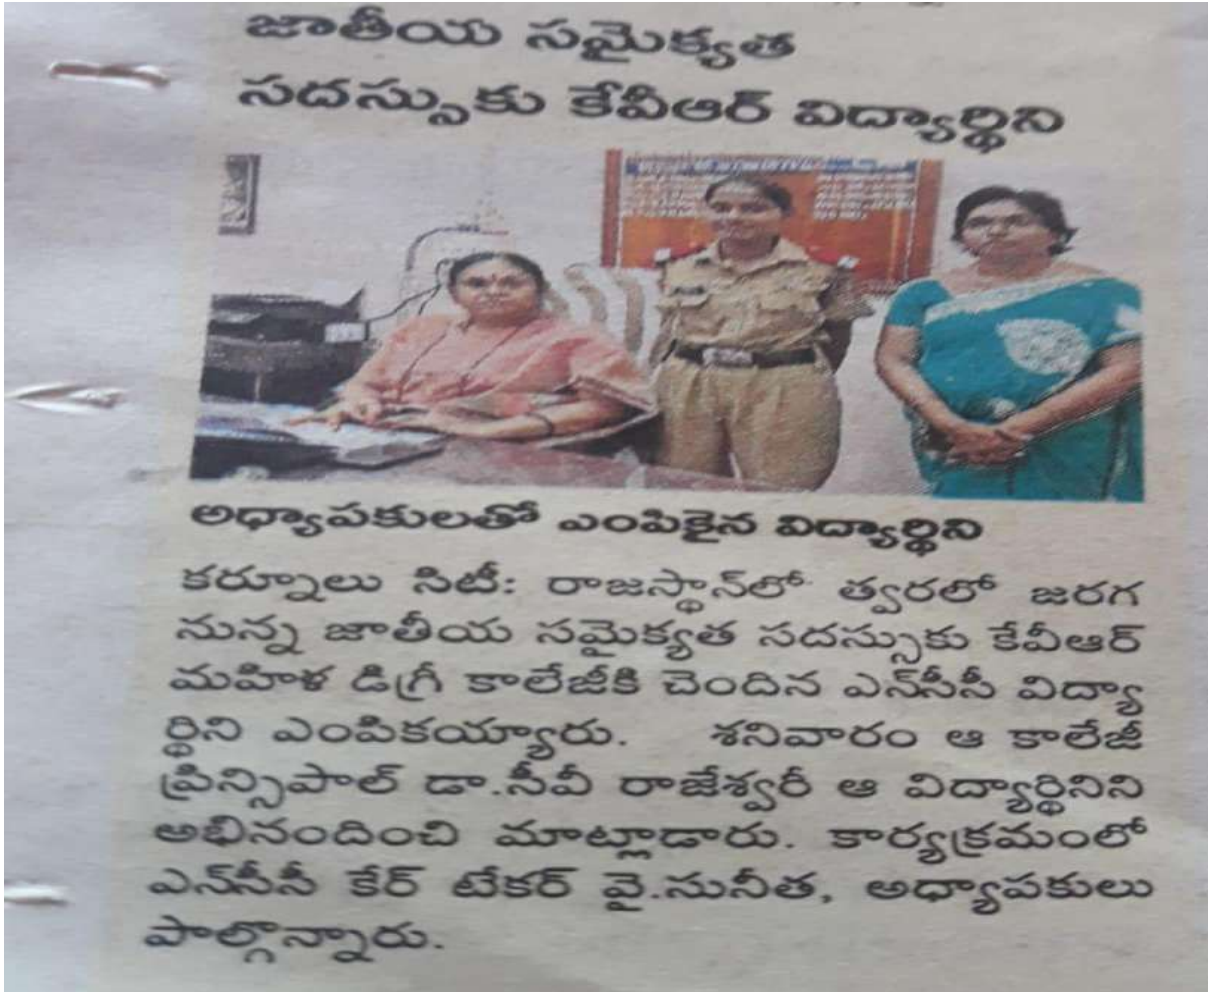 జాతీయ సమైక్యత
సదస్సుకు కేవీఆర్ విద్యార్థిని
అధ్యాపకులతో ఎంపికైన విద్యార్థిని
కర్నూలు సిటీ: రాజస్థాన్‌లో త్వరలో జరగ
నున్న జాతీయ సమైక్యత సదస్సుకు కేవీఆర్
మహిళ డిగ్రీ కాలేజీకి చెందిన ఎన్‌సీసీ విద్యా
ర్థిని ఎంపికయ్యారు. శనివారం ఆ కాలేజీ
ప్రిన్సిపాల్ డా.సీవీ రాజేశ్వరీ ఆ విద్యార్థినిని
అభినందించి మాట్లాడారు. కార్యక్రమంలో
ఎన్‌సీసీ కేర్ టేకర్ వై.సునీత, అధ్యాపకులు
పాల్గొన్నారు.